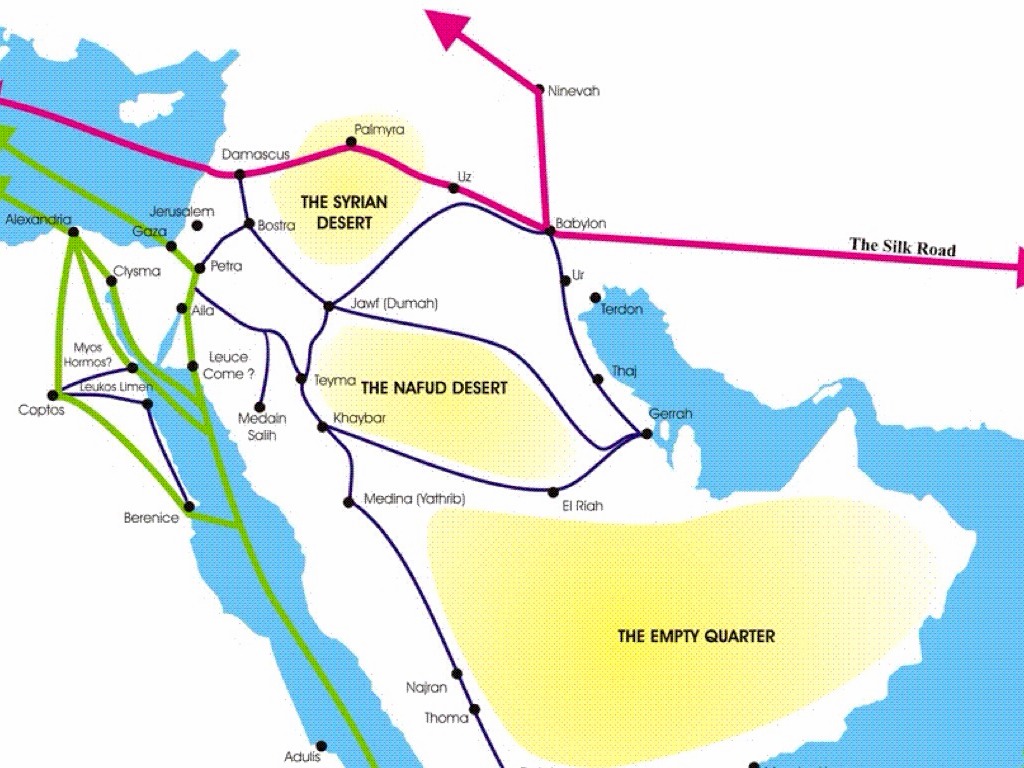 Ninevah
Palmyra
Damascus
Uz
THE SYRIAN
DESERT
Jerusalem
Alexandria
Gaza
Bostra
Babylon
The Silk Road
Clysma
Petra
Ur
Aila
Jawf (Dumah)
Terdon
Myos
Hormos?
Leuce
Come ?
Leukos Limen
Coptos
Teyma
THE NAFUD DESERT
Thaj
Medain
Salih
Khaybar
Gerrah
Medina (Yathrib)
El Riah
Berenice
THE EMPTY QUARTER
Najran
Thoma
Adulis